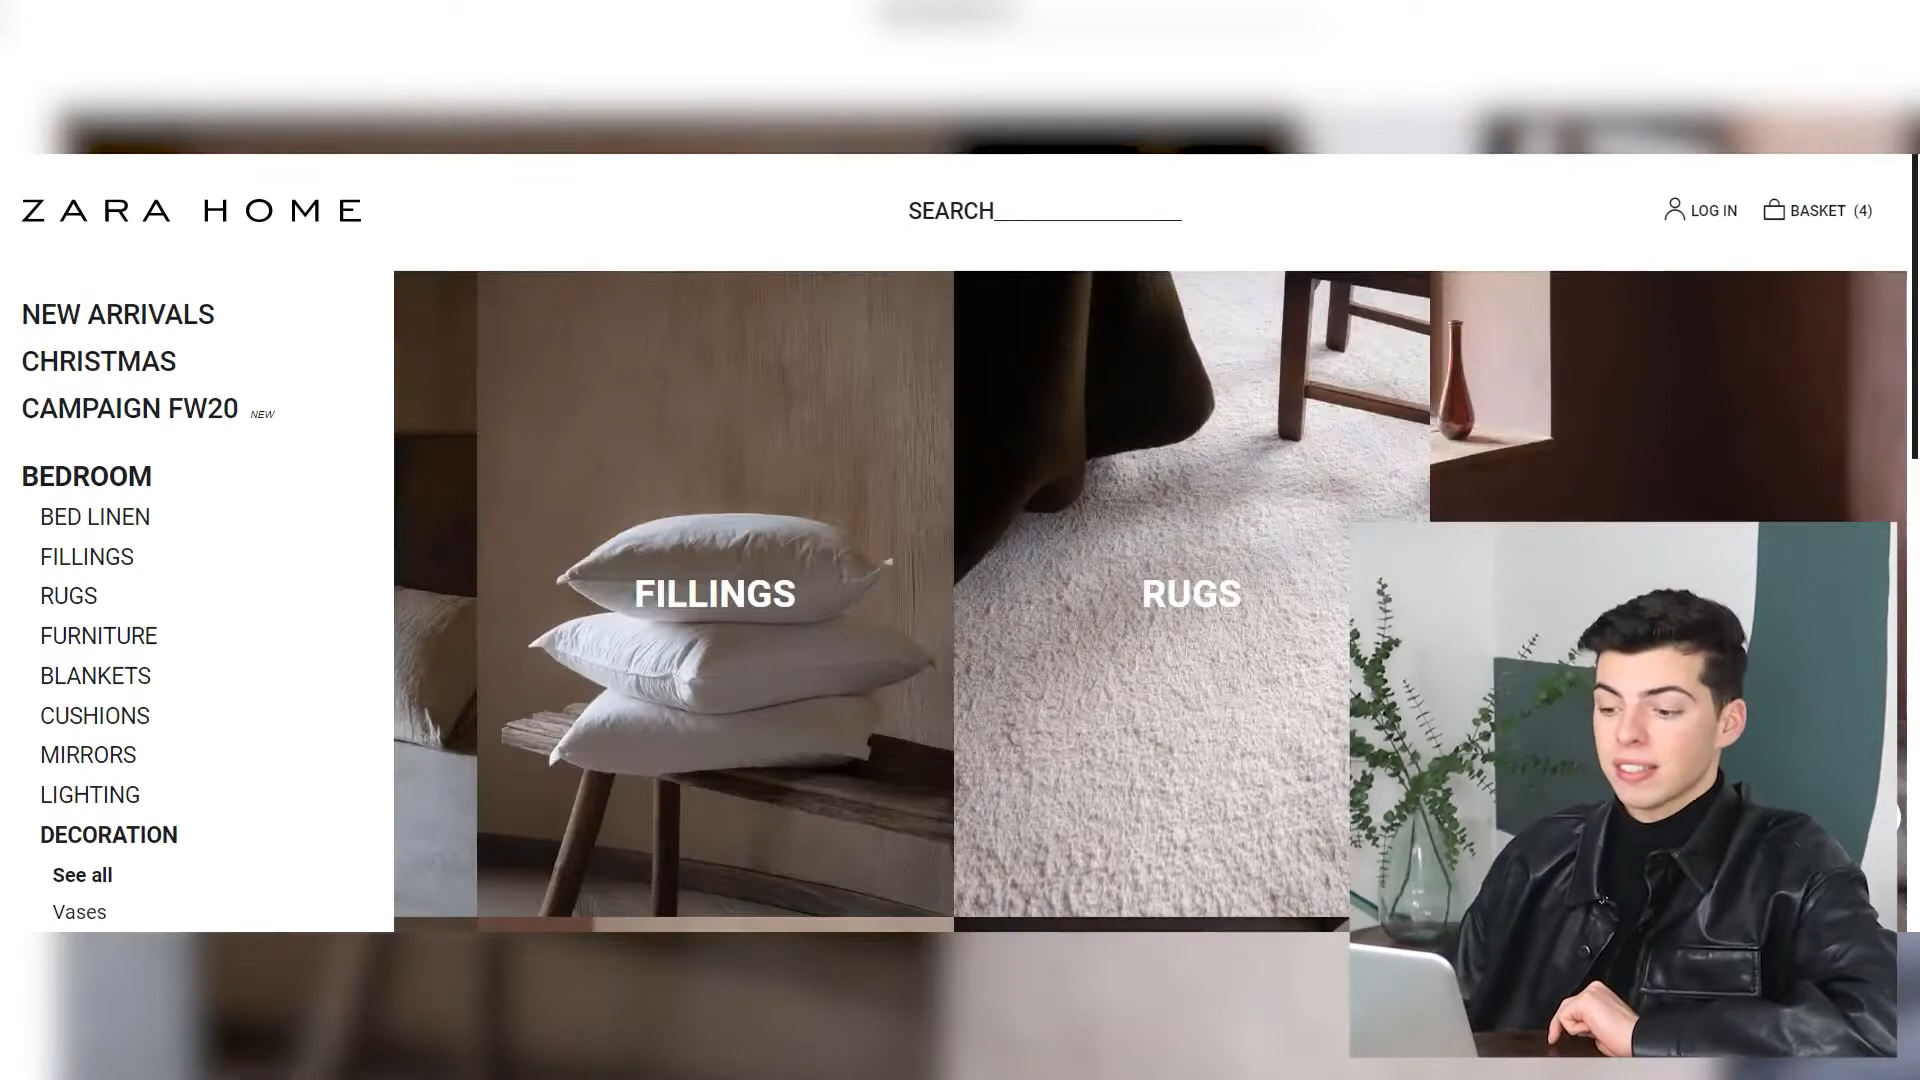 ZARA HOME
SEARCH
LOG IN
BASKET (4)
NEW ARRIVALS
CHRISTMAS
CAMPAIGN FW20 NEW
BEDROOM
BED LINEN
FILLINGS
RUGS
FURNITURE
BLANKETS
CUSHIONS
MIRRORS
LIGHTING
DECORATION
See all
Vases
FILLINGS
RUGS